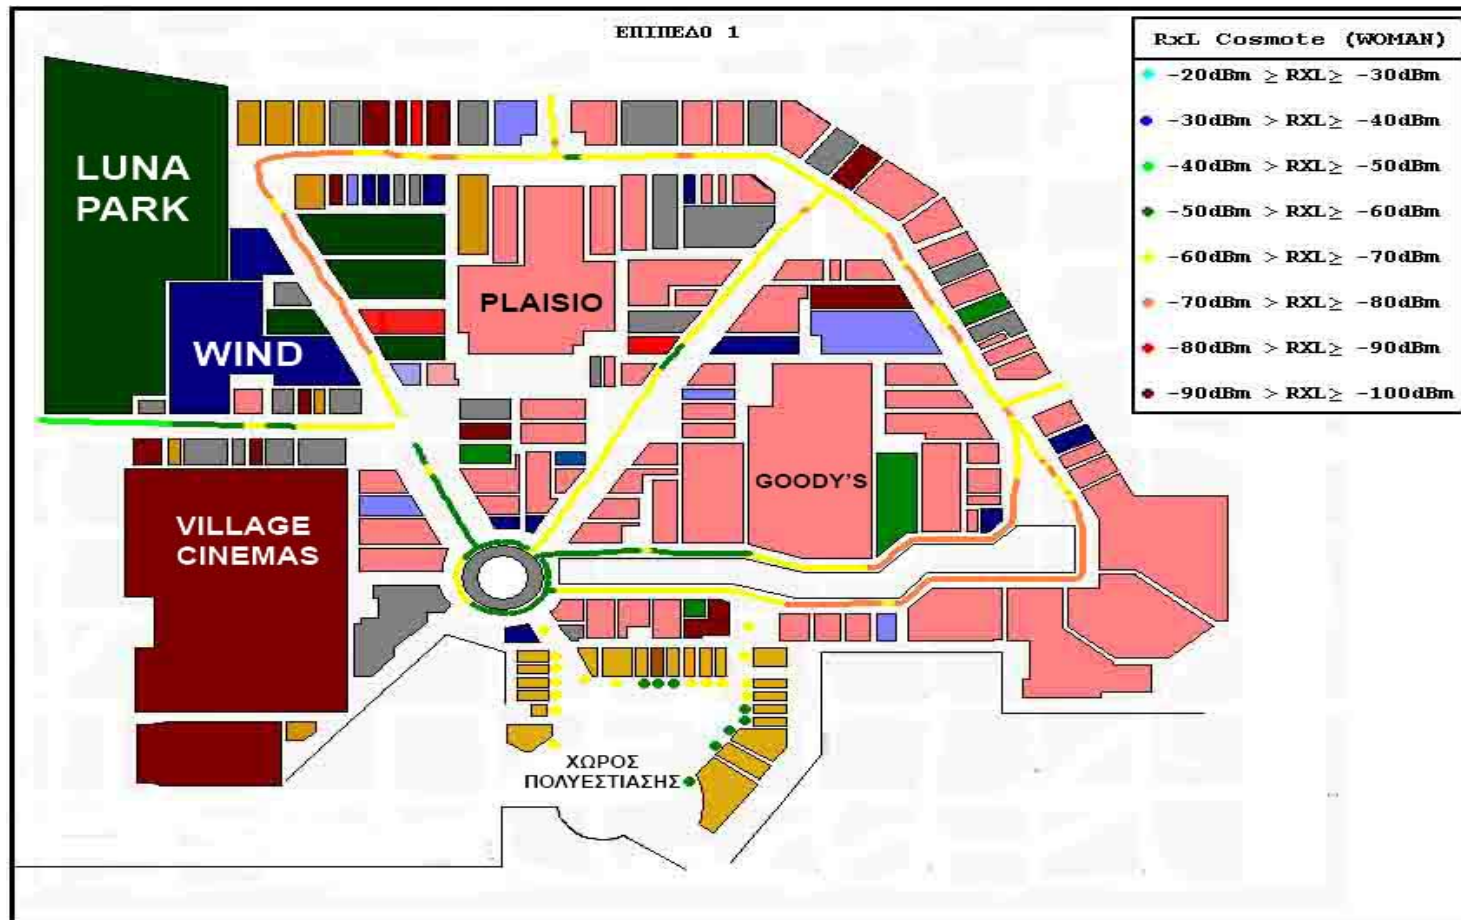 ΕΠΙΠΕΔΟ 1
RxL Cosmote (WOMAN)
-20dBm ≥ RXL ≥ -30dBm
-30dBm > RXL ≥ -40dBm
-40dBm > RXL ≥ -50dBm
-50dBm > RXL ≥ -60dBm
-60dBm > RXL ≥ -70dBm
-70dBm > RXL ≥ -80dBm
-80dBm > RXL ≥ -90dBm
-90dBm > RXL ≥ -100dBm
LUNA
PARK
PLAISIO
WIND
GOODY'S
VILLAGE
CINEMAS
ΧΩΡΟΣ
ΠΟΛΥΕΣΤΙΑΣΗΣ